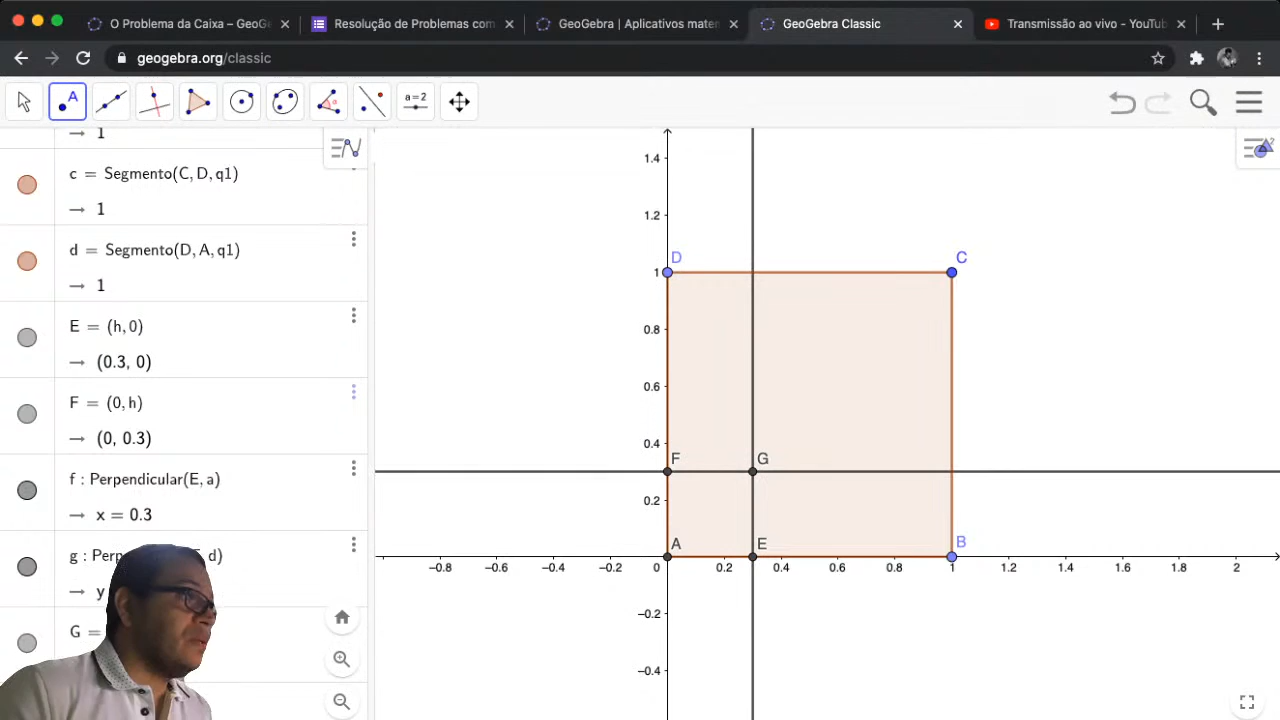 O Problema da Caixa – GeoGe
Resolução de Problemas com
GeoGebra | Aplicativos mater
GeoGebra Classic
Transmissão ao vivo - YouTub
geogebra.org/classic
A
a=2
→ 1
c = Segmento(C, D, q1)
→ 1
d = Segmento(D, A, q1)
→ 1
E = (h, 0)
→ (0.3, 0)
F = (0, h)
→ (0, 0.3)
f : Perpendicular(E, a)
→ x = 0.3
g : Perp d)
→ y
G =
1.4
1.2
1
0.8
0.6
0.4
0.2
0
−0.2
−0.4
−0.8
−0.6
−0.4
−0.2
0.2
0.4
0.6
0.8
1
1.2
1.4
1.6
1.8
2
D
C
F
G
A
E
B